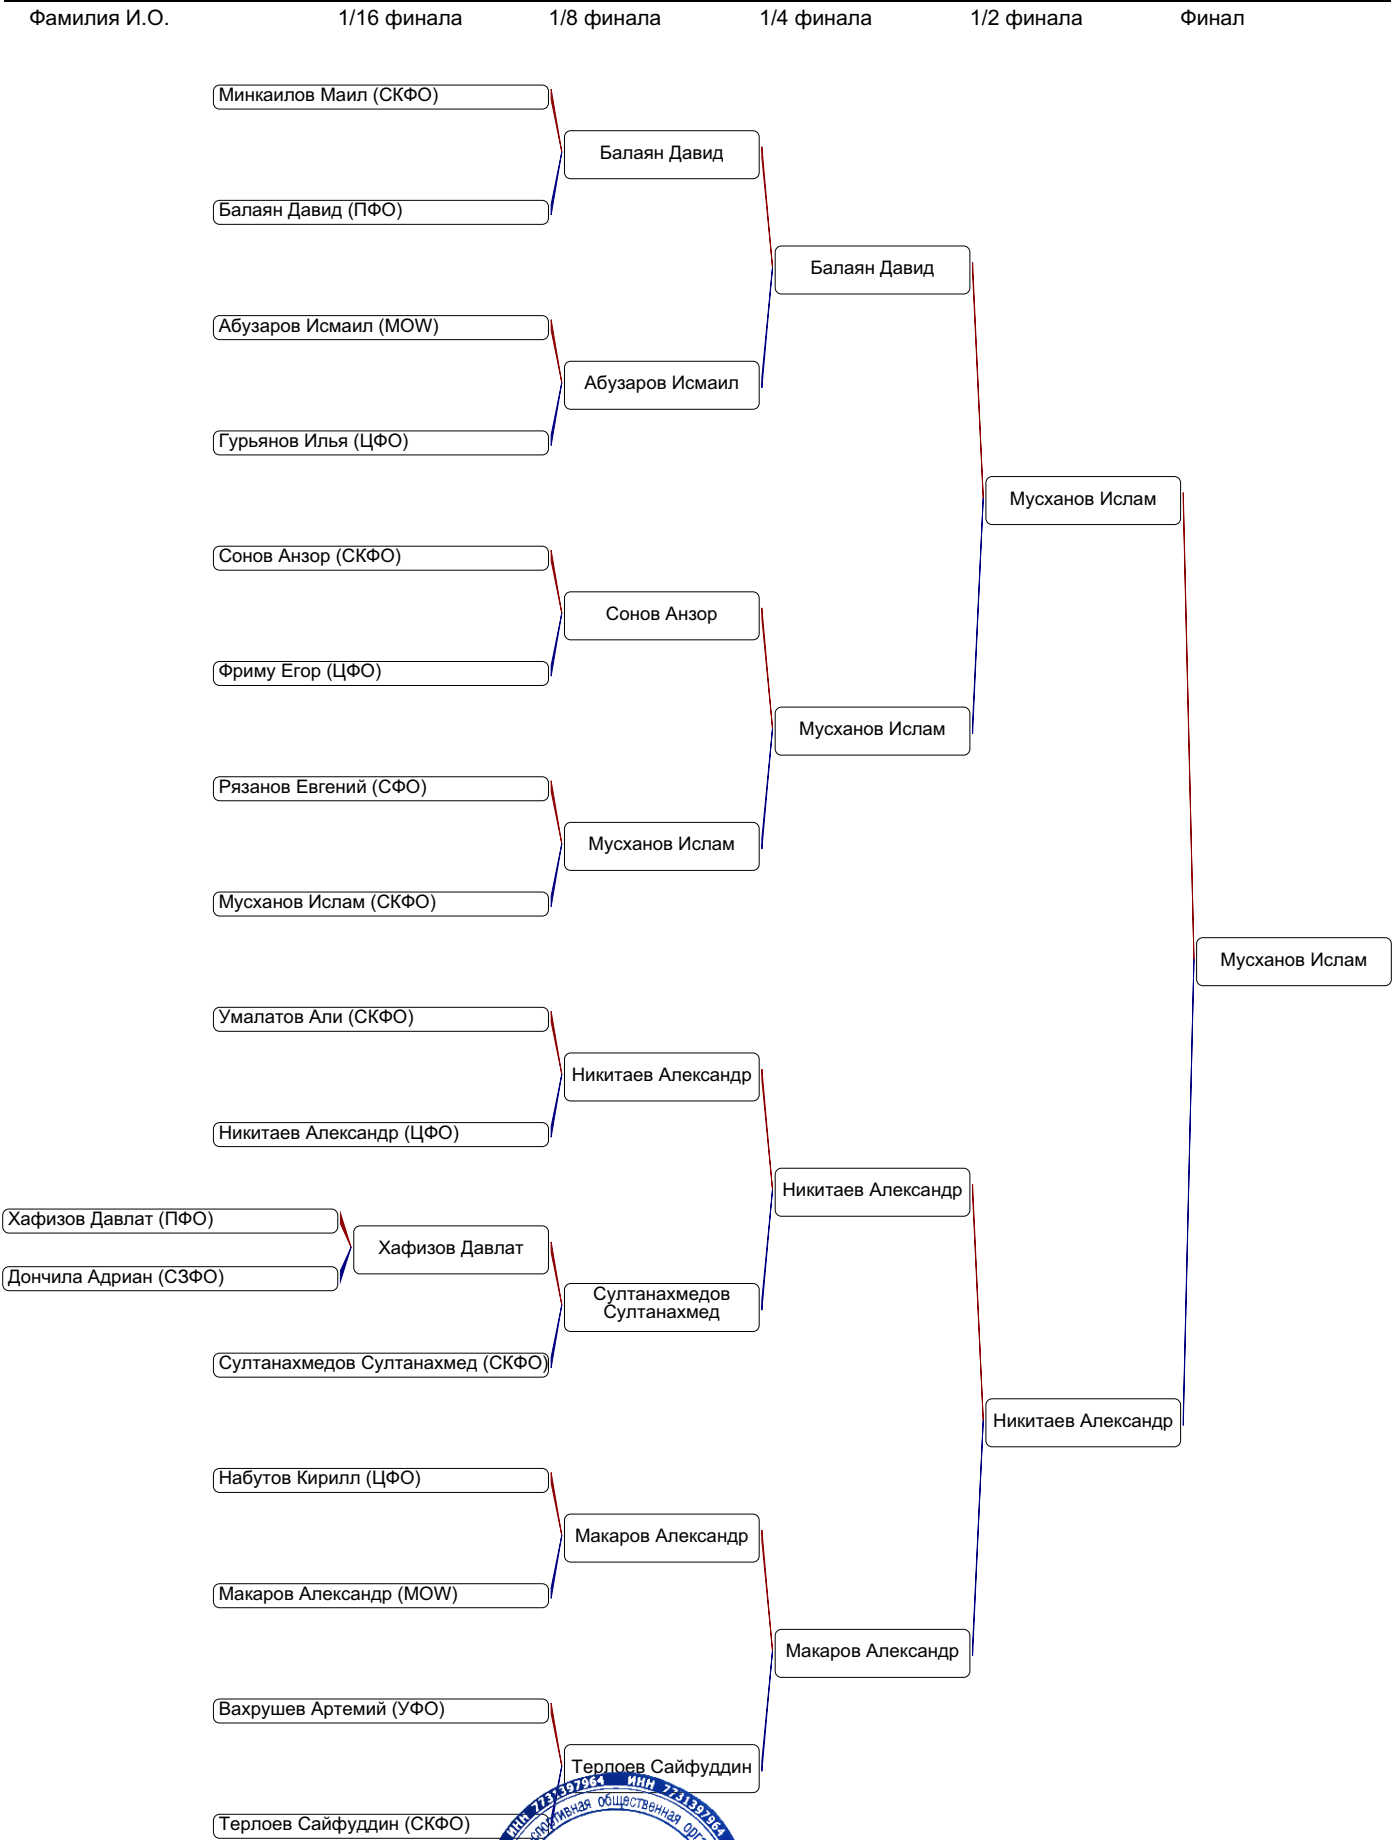 Фамилия И.О. 1/16 финала 1/8 финала 1/4 финала 1/2 финала Финал
Минкаилов Маил (СКФО)
Балаян Давид
Балаян Давид (ПФО)
Балаян Давид
Абузаров Исмаил (MOW)
Абузаров Исмаил
Гурьянов Илья (ЦФО)
Мусханов Ислам
Сонов Анзор (СКФО)
Сонов Анзор
Фриму Егор (ЦФО)
Мусханов Ислам
Рязанов Евгений (СФО)
Мусханов Ислам
Мусханов Ислам (СКФО)
Мусханов Ислам
Умалатов Али (СКФО)
Никитаев Александр
Никитаев Александр (ЦФО)
Никитаев Александр
Хафизов Давлат (ПФО)
Хафизов Давлат
Дончила Адриан (СЗФО)
Султанахмедов
Султанахмед
Султанахмедов Султанахмед (СКФО)
Никитаев Александр
Набутов Кирилл (ЦФО)
Макаров Александр
Макаров Александр (MOW)
Макаров Александр
Вахрушев Артемий (УФО)
Терлоев Сайфуддин
Терлоев Сайфуддин (СКФО)
ИНН 7731397964 ИНН 7731397964
общественная